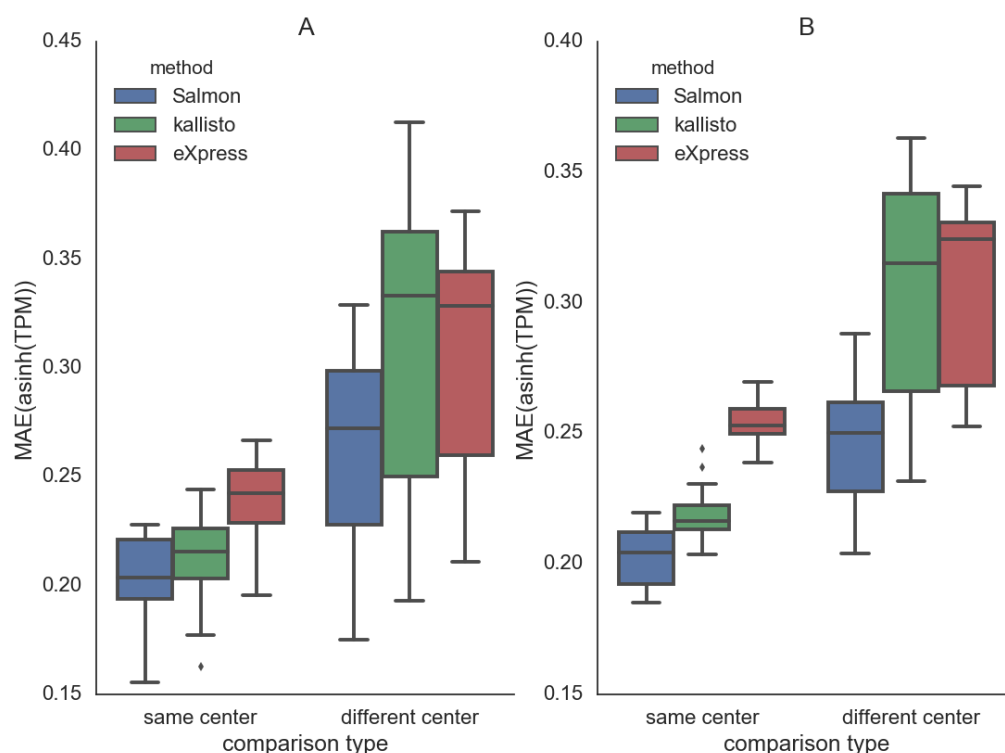 A
0.45
0.40
0.35
0.30
0.25
0.20
0.15
MAE(asinh(TPM))
method
Salmon
kallisto
eXpress
same center
different center
comparison type
B
0.40
0.35
0.30
0.25
0.20
0.15
MAE(asinh(TPM))
method
Salmon
kallisto
eXpress
same center
different center
comparison type